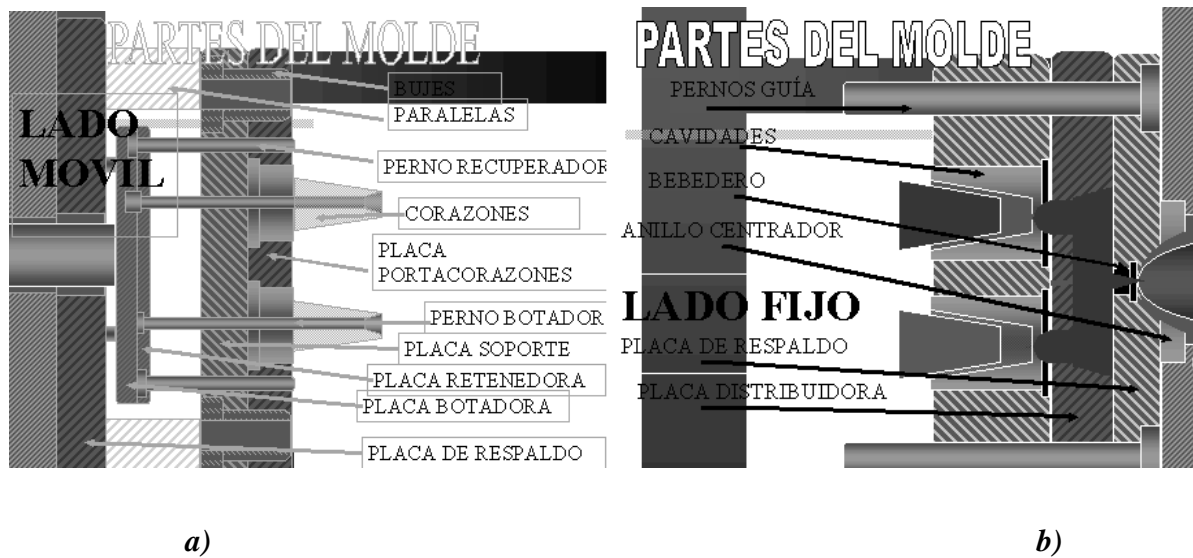 PARTES DEL MOLDE
BUJES
PARALELAS
LADO
MOVIL
PERNO RECUPERADOR
CORAZONES
PLACA
PORTACORAZONES
PERNO BOTADOR
PLACA SOPORTE
PLACA RETENEDORA
PLACA BOTADORA
PLACA DE RESPALDO
a)
PARTES DEL MOLDE
PERNOS GUÍA
CAVIDADES
BEBEDERO
ANILLO CENTRADOR
LADO FIJO
PLACA DE RESPALDO
PLACA DISTRIBUIDORA
b)